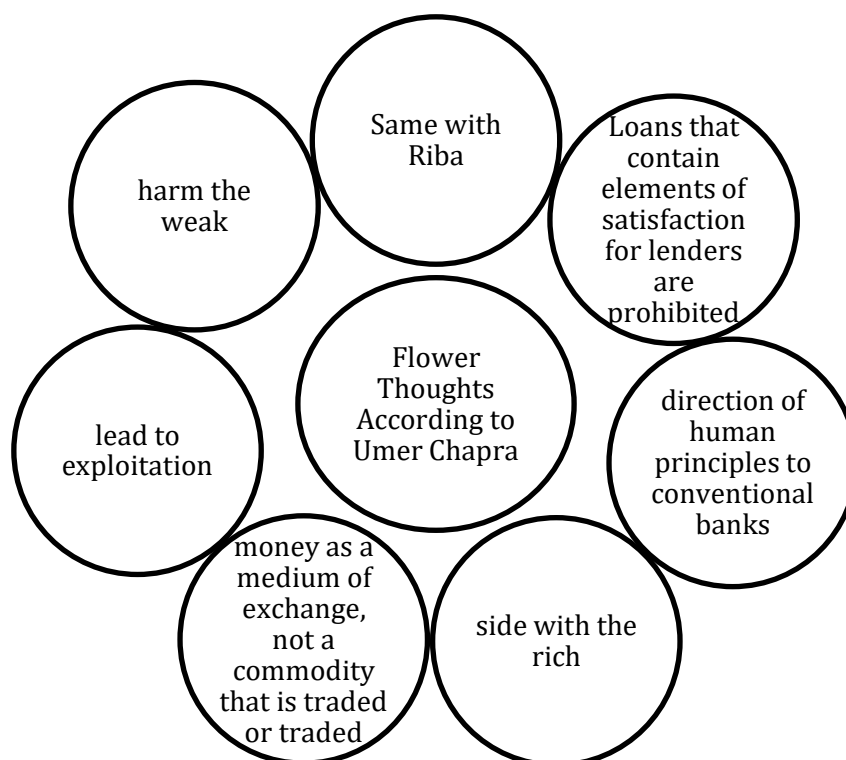 Same with
Riba
Loans that
contain
elements of
satisfaction
for lenders
are
prohibited
direction of
human
principles to
conventional
banks
side with the
rich
money as a
medium of
exchange,
not a
commodity
that is traded
or traded
lead to
exploitation
harm the
weak
Flower
Thoughts
According to
Umer Chapra